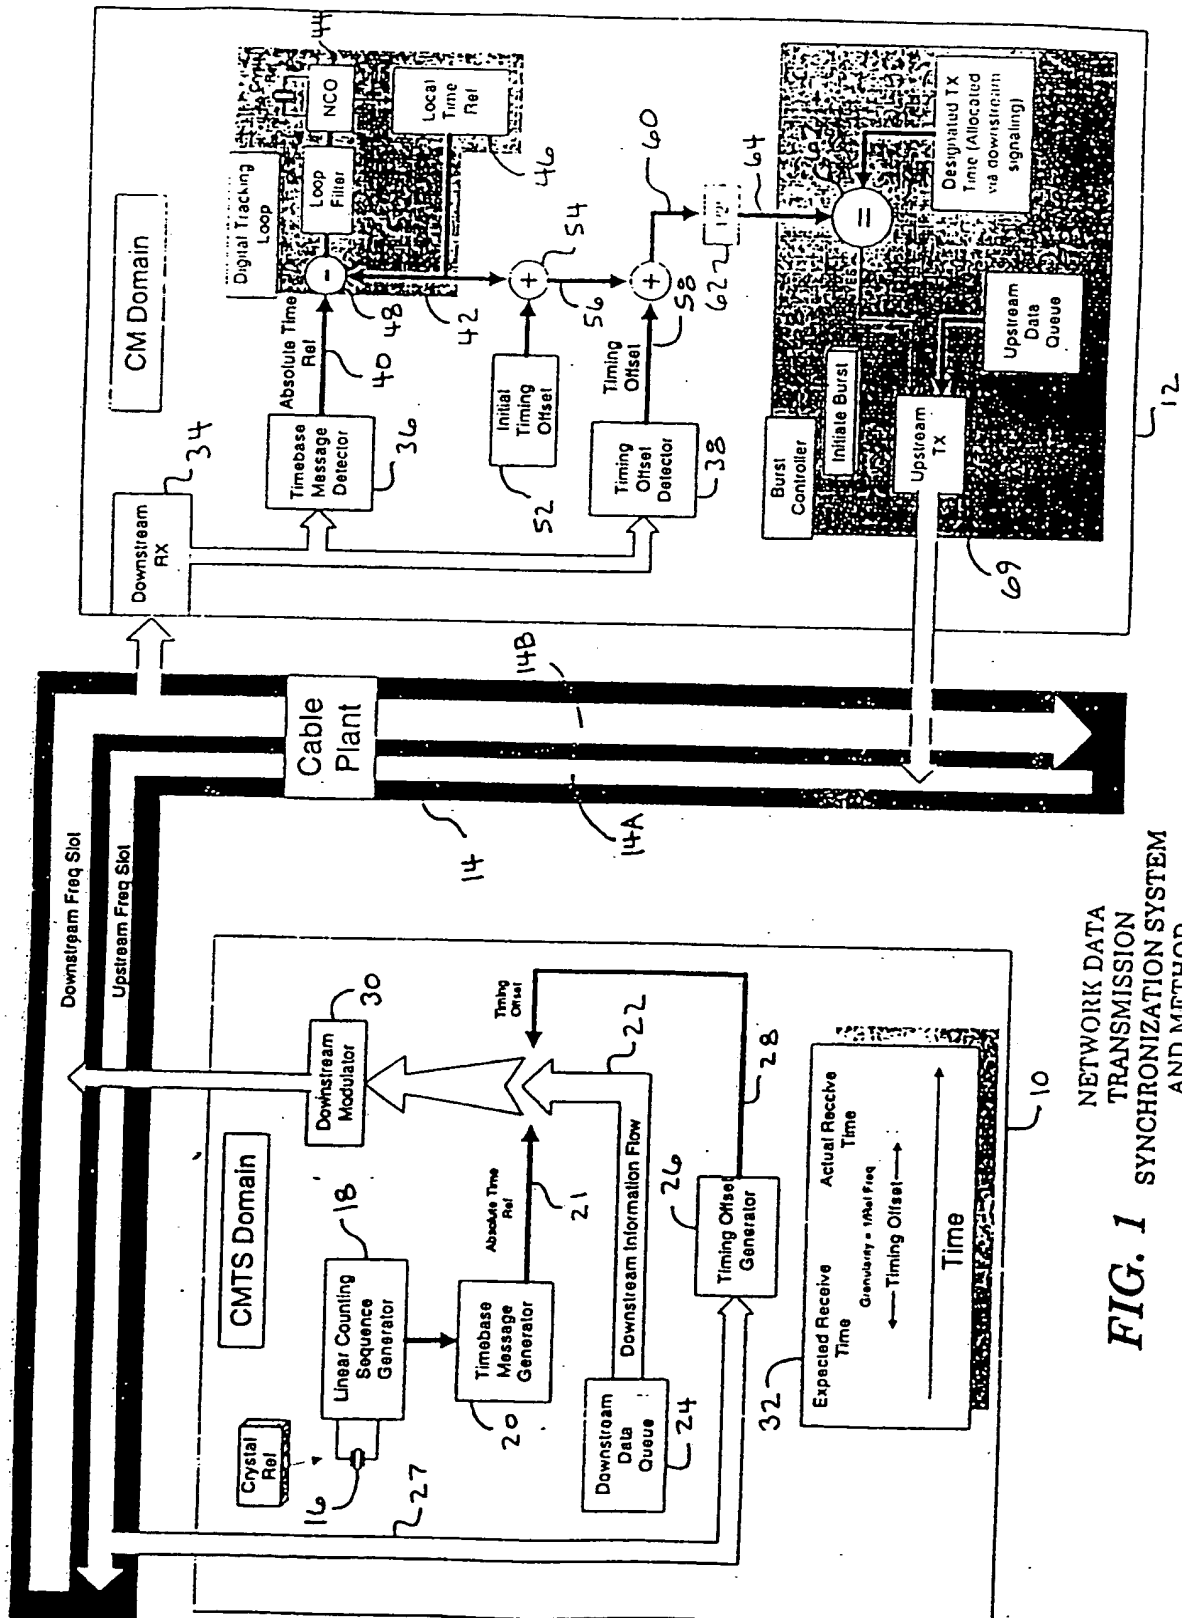 Downstream Freq Slot
Upstream Freq Slot
CMTS Domain
Crystal
Ref
16
27
Linear Counting
Sequence
Generator
18
Timebase
Message
Generator
20
Absolute Time
Ref
21
Downstream
Modulator
30
Timing
Offset
22
Downstream Information Flow
Downstream
Data
Queue
24
Timing Offset
Generator
26
28
32
Expected Receive
Time
Actual Receive
Time
Timing Offset
Time
10
Cable
Plant
14
14A
14B
CM Domain
Downstream
RX
34
Timebase
Message
Detector
36
Absolute Time
Ref
40
Digital Tracking
Loop
Loop
Filter
NCO
44
Local
Time
Ref
46
-
48
42
Initial
Timing
Offset
52
+
54
56
Timing
Offset
Detector
38
Timing
Offset
58
+
60
62
64
Burst
Controller
Initiate Burst
=
Designated TX
Time (Allocated
via downstream
signaling)
Upstream
TX
Upstream
Data
Queue
69
12
FIG. 1
NETWORK DATA
TRANSMISSION
SYNCHRONIZATION SYSTEM
AND METHOD